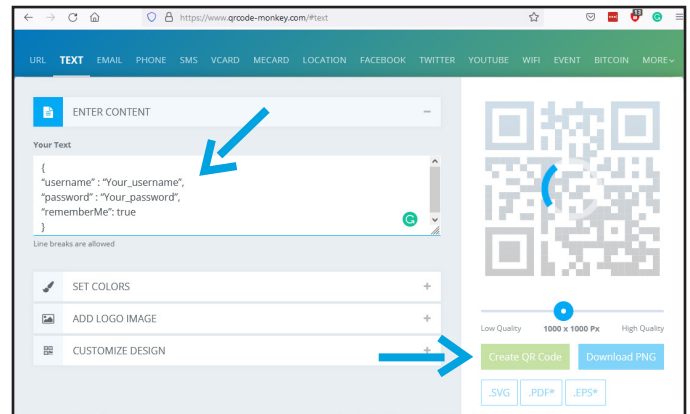 https://www.qrcode-monkey.com/#text
13
URL TEXT EMAIL PHONE SMS VCARD MECARD LOCATION FACEBOOK TWITTER YOUTUBE WIFI EVENT BITCOIN MORE
ENTER CONTENT
Your Text
{
“username” : “Your_username”,
“password” : “Your_password”,
“rememberMe”: true
}
Line breaks are allowed
SET COLORS
ADD LOGO IMAGE
CUSTOMIZE DESIGN
Low Quality 1000 x 1000 Px High Quality
Create QR Code Download PNG
.SVG .PDF* .EPS*